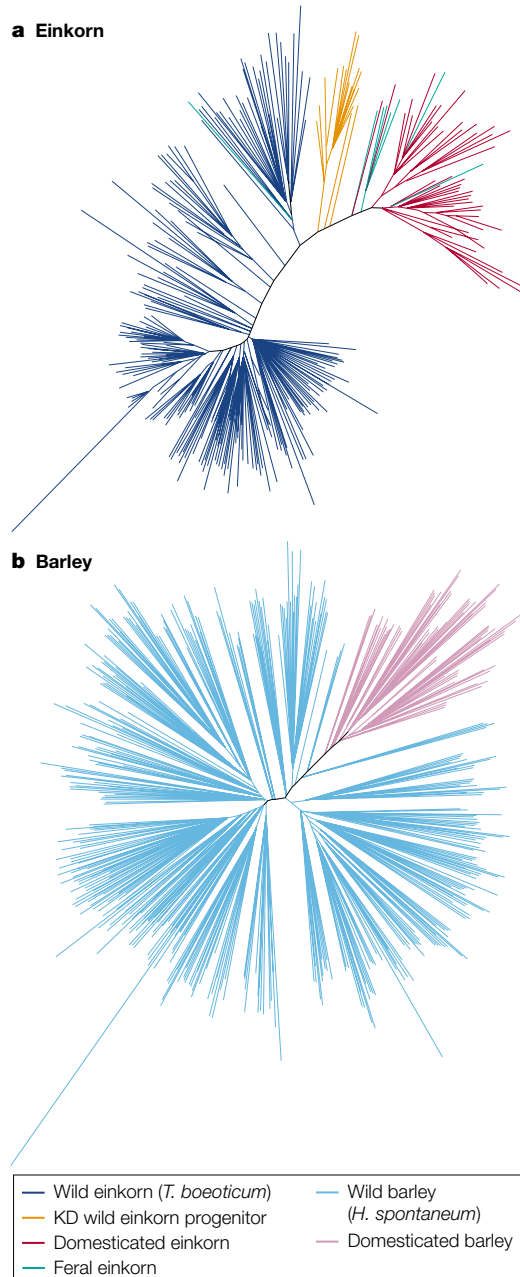 a Einkorn
b Barley
Wild einkorn (T. boeoticum)
KD wild einkorn progenitor
Domesticated einkorn
Feral einkorn
Wild barley
(H. spontaneum)
Domesticated barley